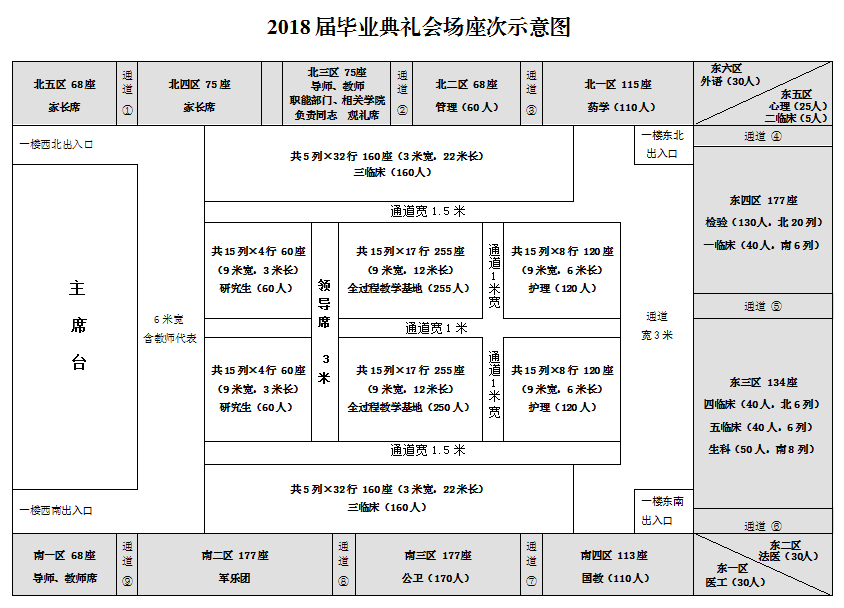 2018届毕业典礼会场座次示意图
北五区 68座
家长席
通道①
北四区 75座
家长席
北三区 75座
导师、教师
职能部门、相关学院
负责同志 观礼席
通道②
北二区 68座
管理（60人）
通道③
北一区 115座
药学（110人）
东六区
外语（30人）
东五区
心理（25人）
二临床（5人）
一楼西北出入口
共5列×32行 160座（3米宽，22米长）
三临床（160人）
一楼东北
出入口
通道 ④
通道宽1.5米
东四区 177座
检验（130人，北20列）
一临床（40人，南6列）
主席台
6米宽
含教师代表
共15列×4行 60座
（9米宽，3米长）
研究生（60人）
领导席 3米
共15列×17行 255座
（9米宽，12米长）
全过程教学基地（255人）
通道1米宽
共15列×8行 120座
（9米宽，6米长）
护理（120人）
通道
宽3米
通道 ⑤
通道宽1米
共15列×4行 60座
（9米宽，3米长）
研究生（60人）
共15列×17行 255座
（9米宽，12米长）
全过程教学基地（250人）
通道1米宽
共15列×8行 120座
（9米宽，6米长）
护理（120人）
东三区 134座
四临床（40人，北6列）
五临床（40人，6列）
生科（50人，南8列）
通道宽1.5米
一楼西南出入口
共5列×32行 160座（3米宽，22米长）
三临床（160人）
一楼东南
出入口
通道 ⑥
南一区 68座
导师、教师席
通道⑨
南二区 177座
军乐团
通道⑧
南三区 177座
公卫（170人）
通道⑦
南四区 113座
国教（110人）
东二区
法医（30人）
东一区
医工（30人）